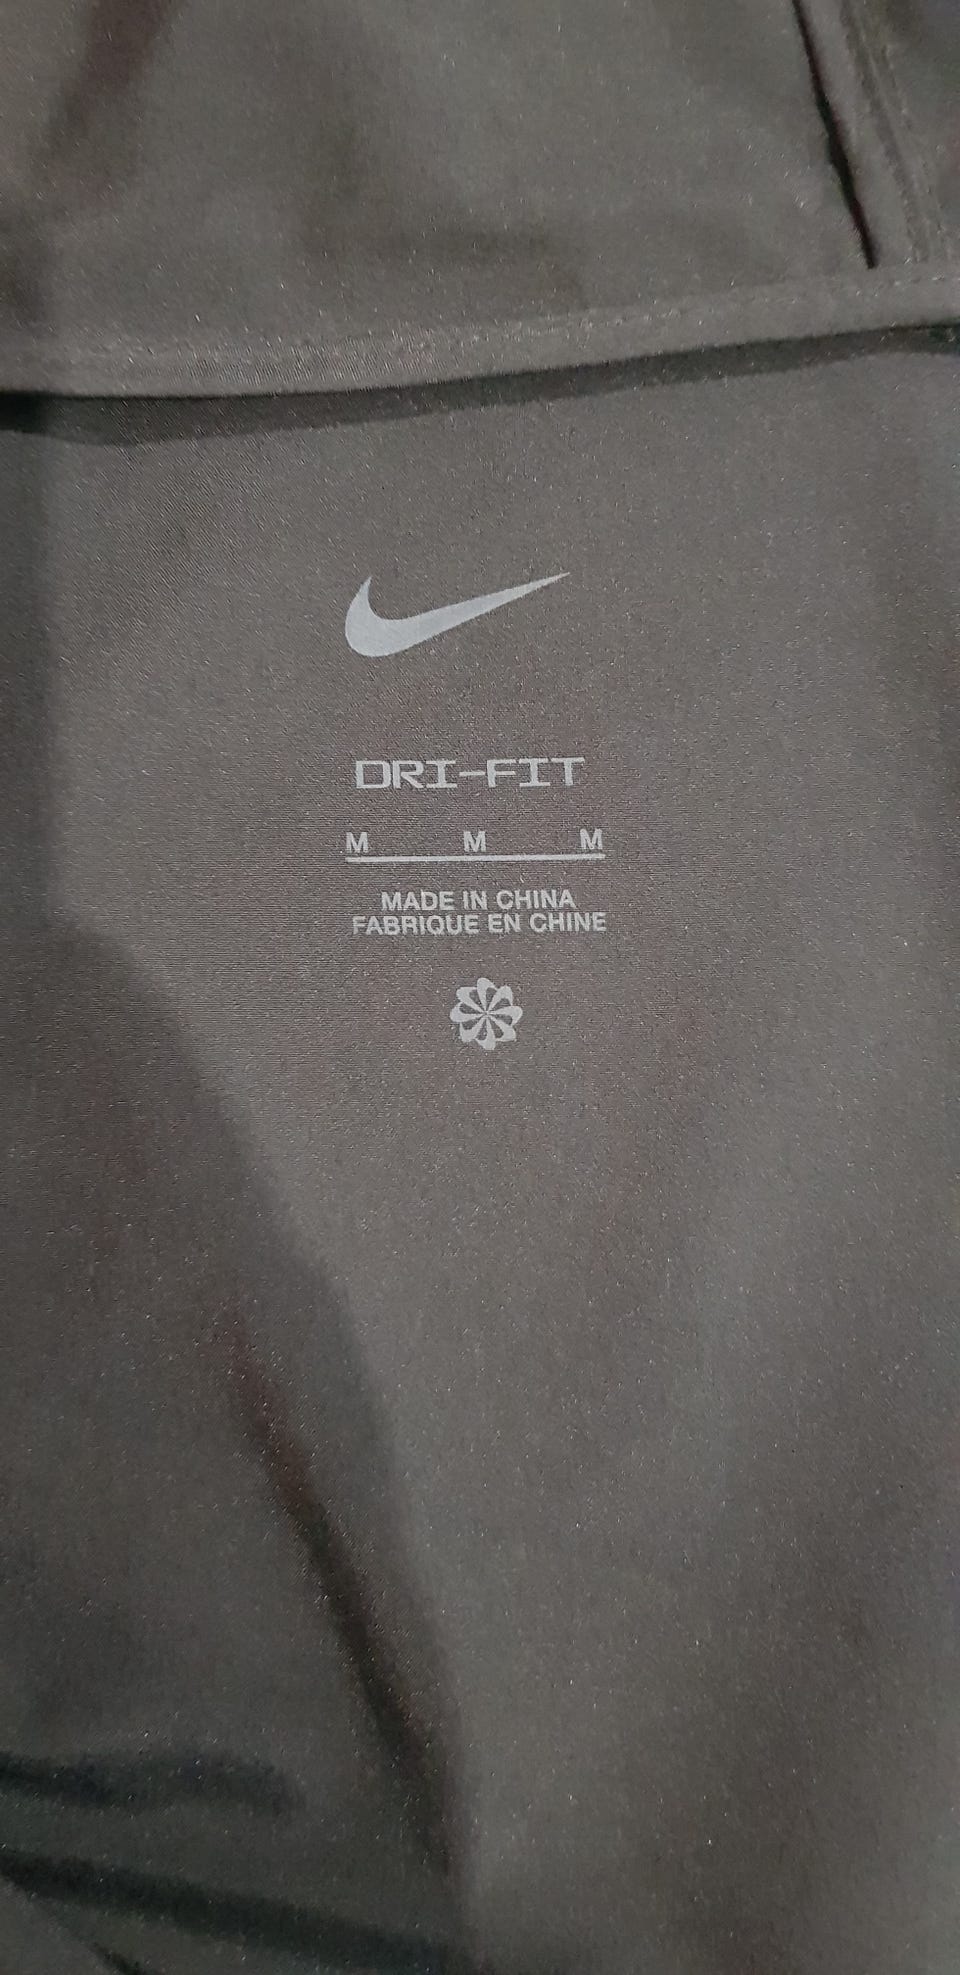 DRI-FIT
M M M
MADE IN CHINA
FABRIQUE EN CHINE